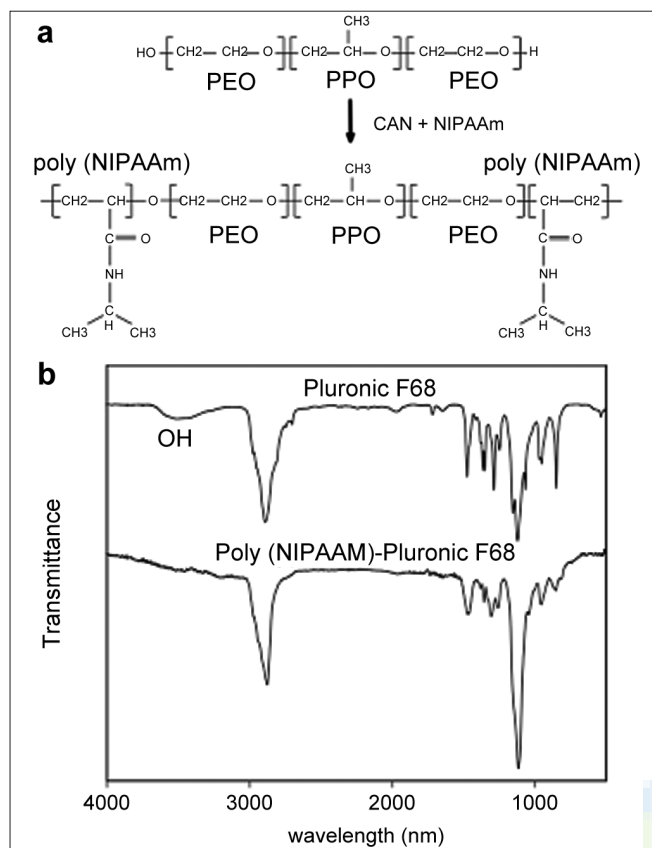 a
CH3
HO CH2 CH2 O CH2 CH O CH2 CH2 O H
PEO PPO PEO
CAN + NIPAAm
poly (NIPAAm) poly (NIPAAm)
CH3
CH2 CH O CH2 CH2 O CH2 CH O CH2 CH2 O CH CH2
PEO PPO PEO
C O C O
NH NH
C C
H H
CH3 CH3 CH3 CH3
b
Pluronic F68
OH
Poly (NIPAAM)-Pluronic F68
Transmittance
4000 3000 2000 1000
wavelength (nm)